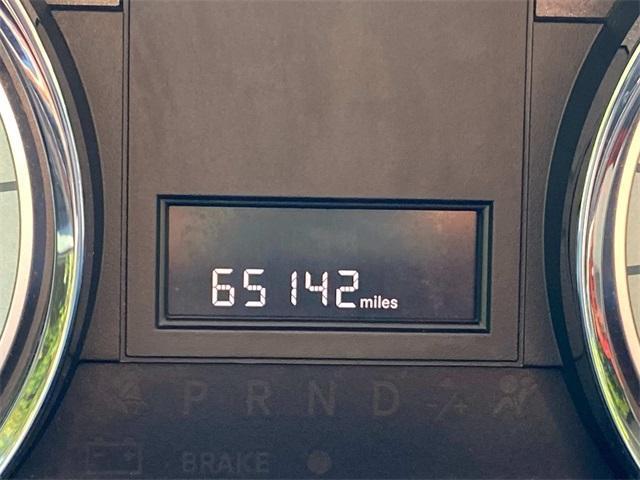 65142 miles
P R N D -/+
BRAKE